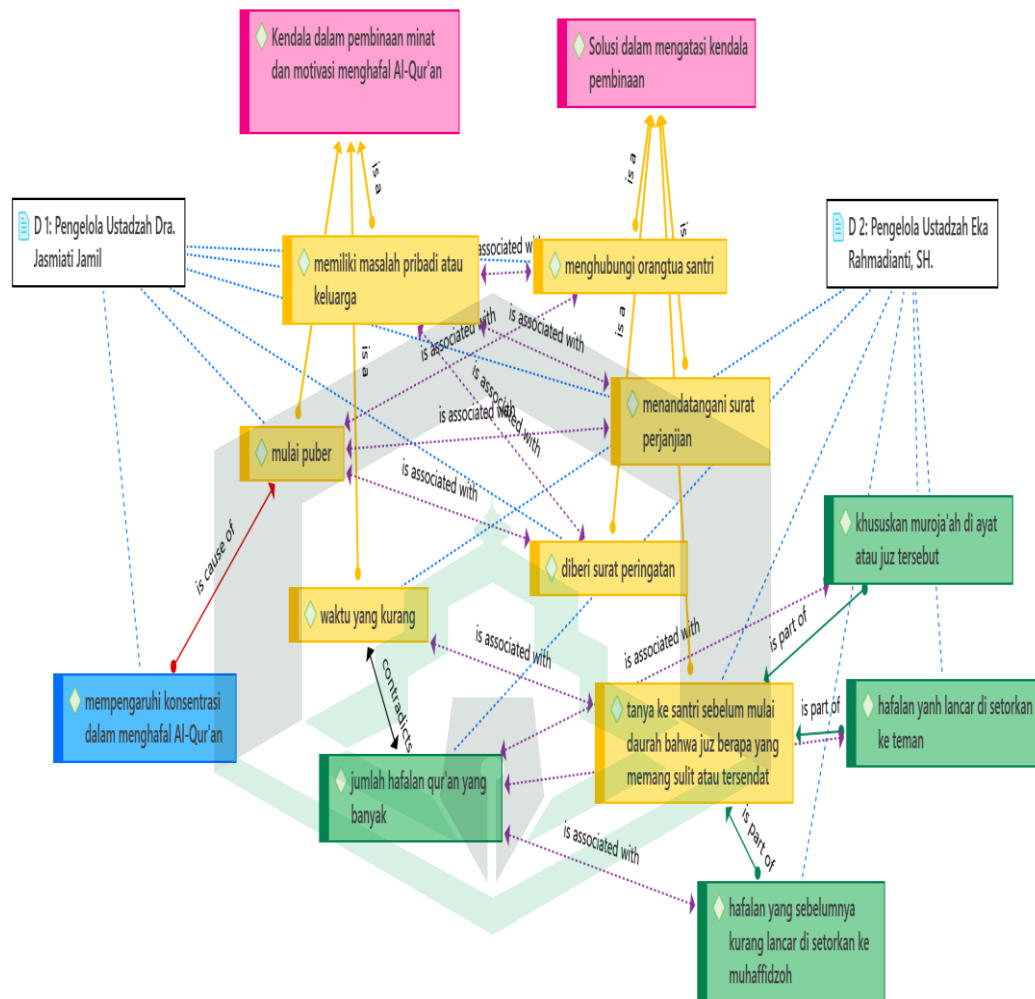 Kendala dalam pembinaan minat
dan motivasi menghafal Al-Qur'an
Solusi dalam mengatasi kendala
pembinaan
is a
is a
is
D 1: Pengelola Ustadzah Dra.
Jasmiati Jamil
D 2: Pengelola Ustadzah Eka
Rahmadianti, SH.
memiliki masalah pribadi atau
keluarga
associated with
menghubungi orangtua santri
is a
is a
is associated with
is associated with
is associated with
is associated with
menandatangani surat
perjanjian
mulai puber
is associated with
khususkan muroja'ah di ayat
atau juz tersebut
is cause of
diberi surat peringatan
waktu yang kurang
is associated with
is associated with
is part of
contradicts
mempengaruhi konsentrasi
dalam menghafal Al-Qur'an
tanya ke santri sebelum mulai
daurah bahwa juz berapa yang
memang sulit atau tersendat
is part of
hafalan yanh lancar di setorkan
ke teman
jumlah hafalan qur'an yang
banyak
is associated with
is part of
hafalan yang sebelumnya
kurang lancar di setorkan ke
muhaffidzoh